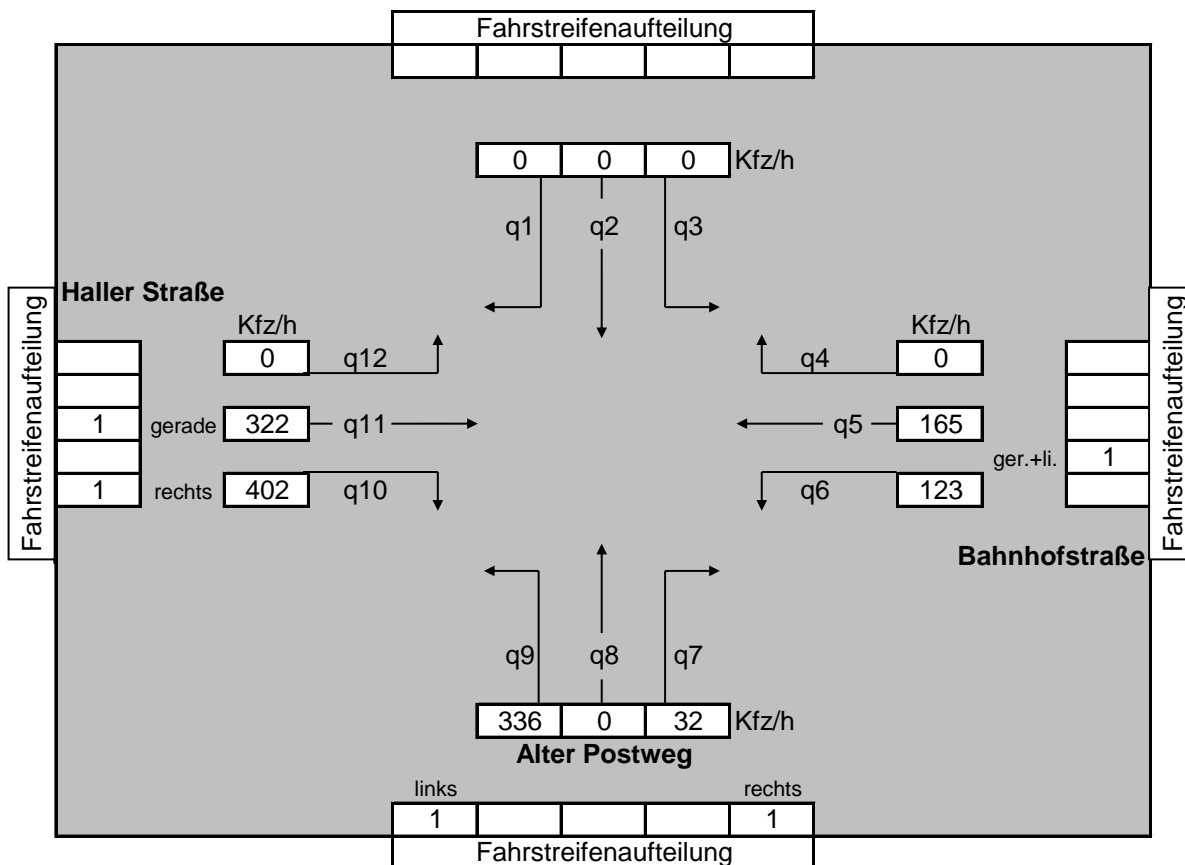 Fahrstreifenaufteilung
0 0 0 Kfz/h
q1 q2 q3
Haller Straße
Fahrstreifenaufteilung
Kfz/h
0 q12
1 gerade 322 q11
1 rechts 402 q10
Kfz/h
q4 0
q5 165
ger.+li. 1
q6 123
Fahrstreifenaufteilung
Bahnhofstraße
q9 q8 q7
336 0 32 Kfz/h
Alter Postweg
links rechts
1 1
Fahrstreifenaufteilung